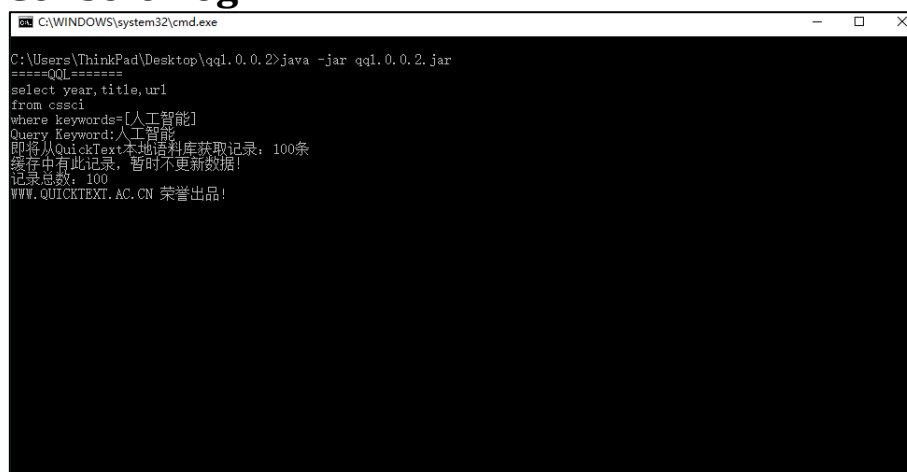 C:\WINDOWS\system32\cmd.exe
C:\Users\ThinkPad\Desktop\qql.0.0.2>java -jar qql.0.0.2.jar
=====QQL=======
select year,title,url
from cssci
where keywords=[人工智能]
Query Keyword:人工智能
即将从QuickText本地语料库获取记录：100条
缓存中有此记录，暂时不更新数据!
记录总数：100
WWW.QUICKTEXT.AC.CN 荣誉出品!